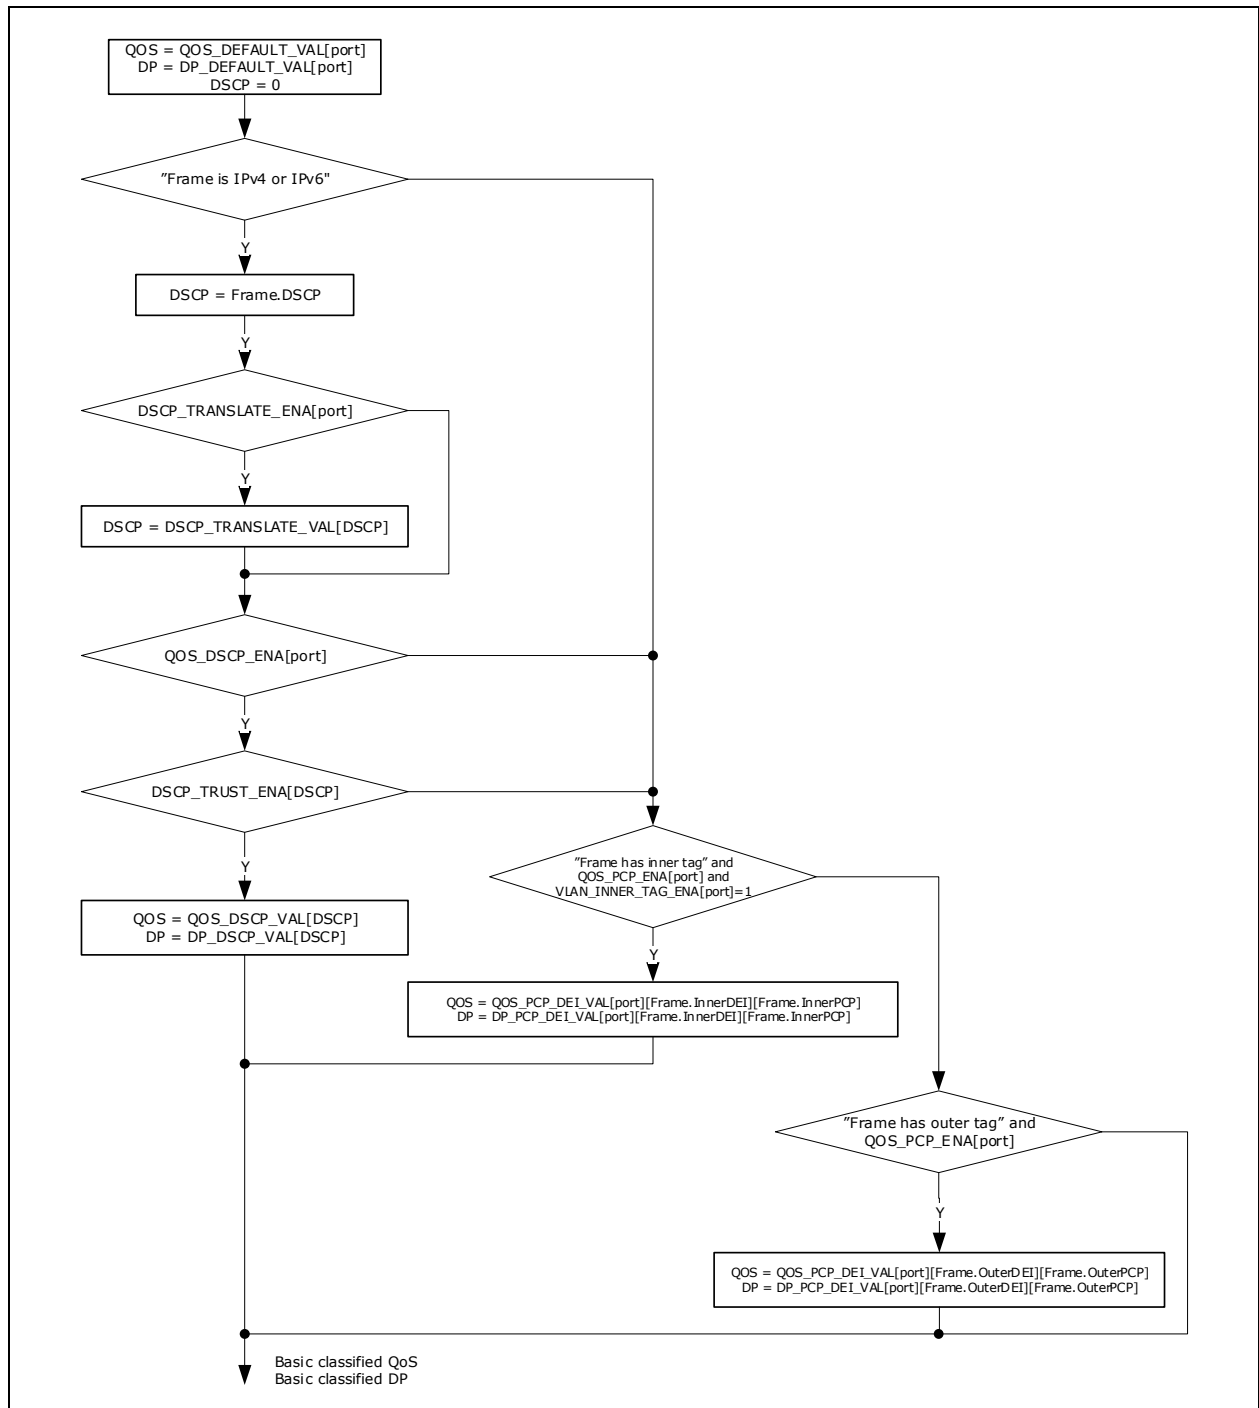 QOS = QOS_DEFAULT_VAL[port]
DP = DP_DEFAULT_VAL[port]
DSCP = 0
"Frame is IPv4 or IPv6"
Y
DSCP = Frame.DSCP
Y
DSCP_TRANSLATE_ENA[port]
Y
DSCP = DSCP_TRANSLATE_VAL[DSCP]
QOS_DSCP_ENA[port]
Y
DSCP_TRUST_ENA[DSCP]
Y
"Frame has inner tag" and
QOS_PCP_ENA[port] and
VLAN_INNER_TAG_ENA[port]=1
QOS = QOS_DSCP_VAL[DSCP]
DP = DP_DSCP_VAL[DSCP]
Y
QOS = QOS_PCP_DEI_VAL[port][Frame.InnerDEI][Frame.InnerPCP]
DP = DP_PCP_DEI_VAL[port][Frame.InnerDEI][Frame.InnerPCP]
"Frame has outer tag" and
QOS_PCP_ENA[port]
Y
QOS = QOS_PCP_DEI_VAL[port][Frame.OuterDEI][Frame.OuterPCP]
DP = DP_PCP_DEI_VAL[port][Frame.OuterDEI][Frame.OuterPCP]
Basic classified QoS
Basic classified DP